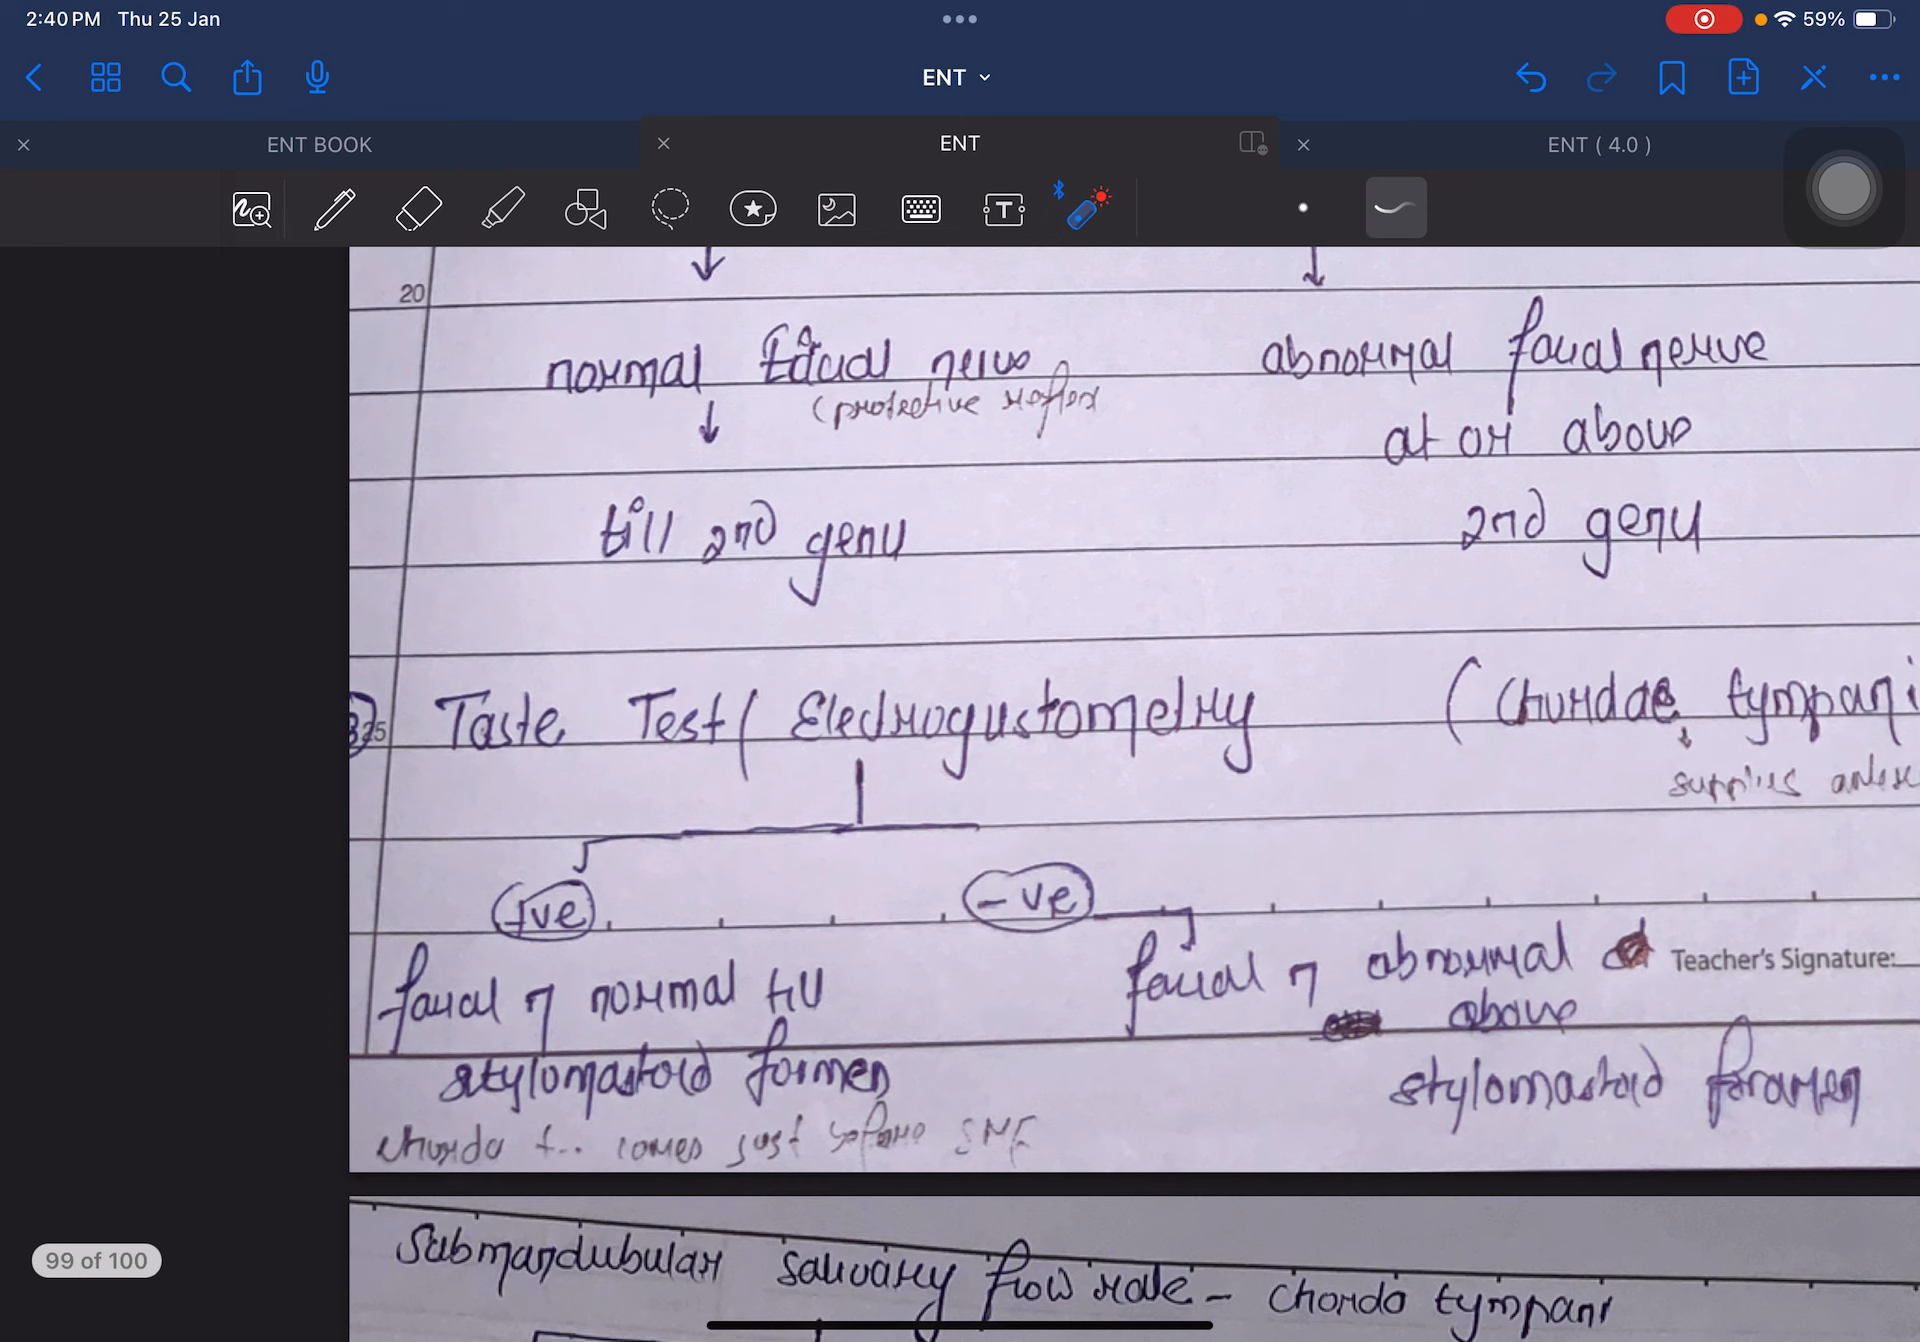 2:40 PM Thu 25 Jan
59%
ENT
ENT BOOK
ENT
ENT ( 4.0 )
20
normal facial nerve
abnormal facial nerve
(protective reflex
at or above
till 2nd genu
2nd genu
25
Taste Test / Electrogustometry
(Chordae tympani
supplies
+ve
-ve
facial n normal till
facial n abnormal
Teacher's Signature:
above
stylomastoid formen
stylomastoid foramen
chorda t.. comes just before SMF
99 of 100
Submandubular salivary flow rate - chorda tympani